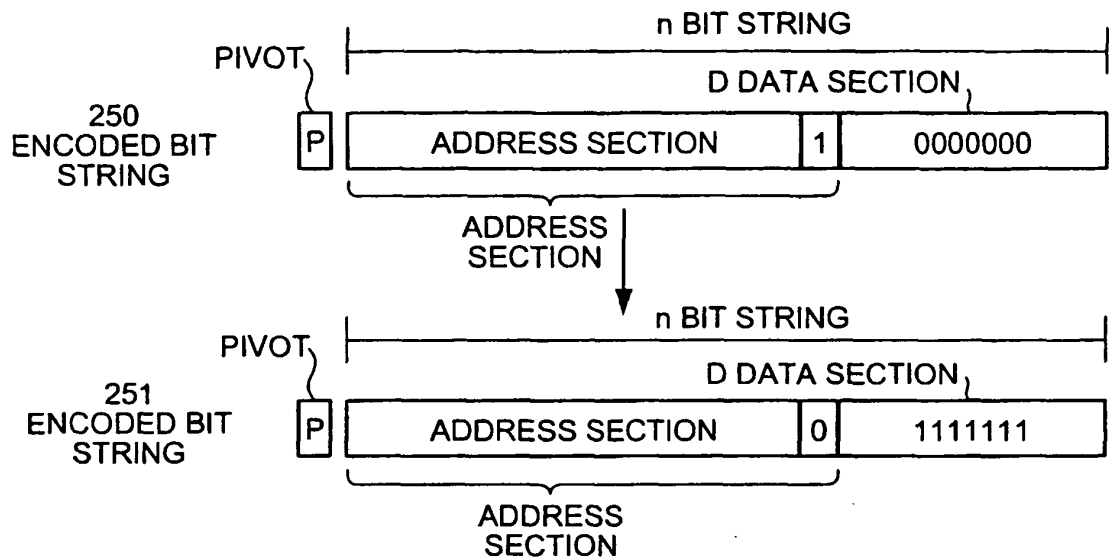 n BIT STRING
PIVOT
D DATA SECTION
250
ENCODED BIT
STRING
P
ADDRESS SECTION
1
0000000
ADDRESS
SECTION
n BIT STRING
PIVOT
D DATA SECTION
251
ENCODED BIT
STRING
P
ADDRESS SECTION
0
1111111
ADDRESS
SECTION